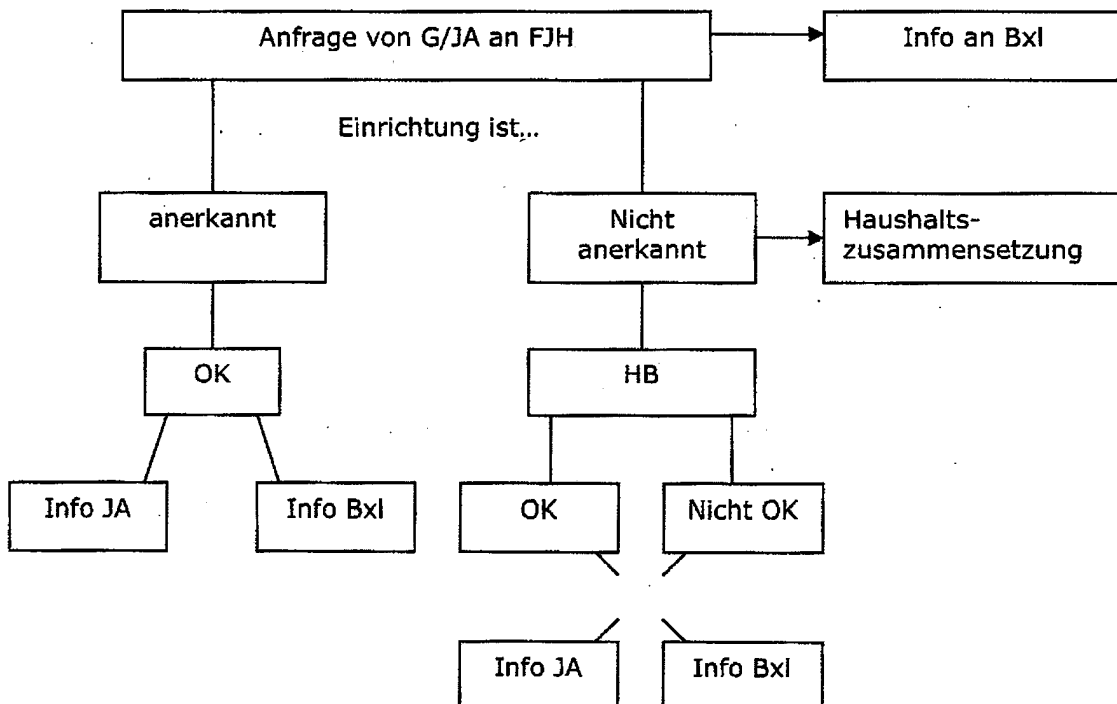 Anfrage von G/JA an FJH
Info an Bxl
Einrichtung ist...
anerkannt
Nicht
anerkannt
Haushalts-
zusammensetzung
OK
HB
Info JA
Info Bxl
OK
Nicht OK
Info JA
Info Bxl